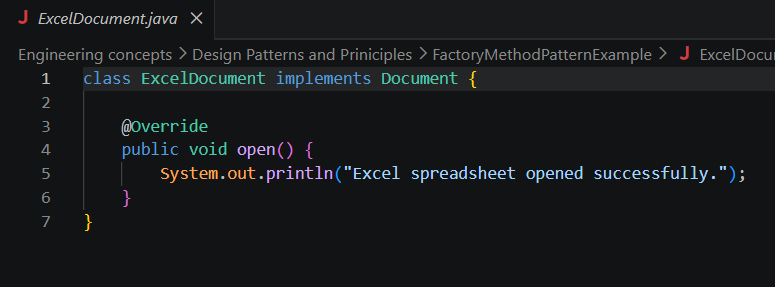 J ExcelDocument.java ×
Engineering concepts > Design Patterns and Priniciples > FactoryMethodPatternExample > J ExcelDocu
1 class ExcelDocument implements Document {
2
3     @Override
4     public void open() {
5         System.out.println("Excel spreadsheet opened successfully.");
6     }
7 }